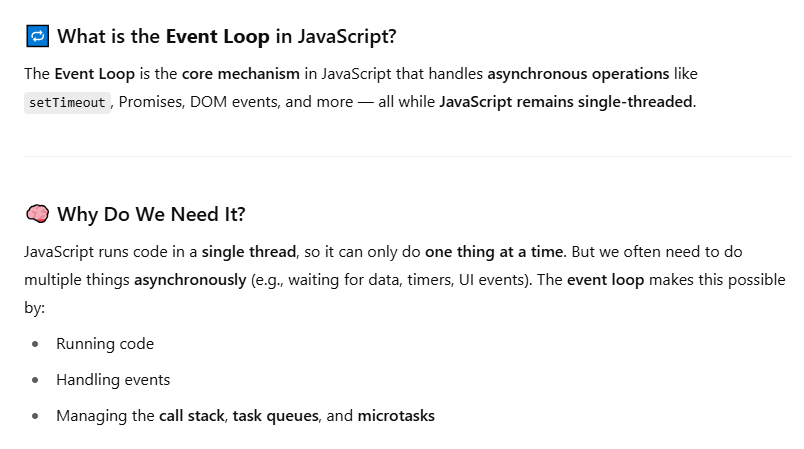 What is the Event Loop in JavaScript?
The Event Loop is the core mechanism in JavaScript that handles asynchronous operations like
setTimeout, Promises, DOM events, and more — all while JavaScript remains single-threaded.
Why Do We Need It?
JavaScript runs code in a single thread, so it can only do one thing at a time. But we often need to do
multiple things asynchronously (e.g., waiting for data, timers, UI events). The event loop makes this possible
by:
• Running code
• Handling events
• Managing the call stack, task queues, and microtasks